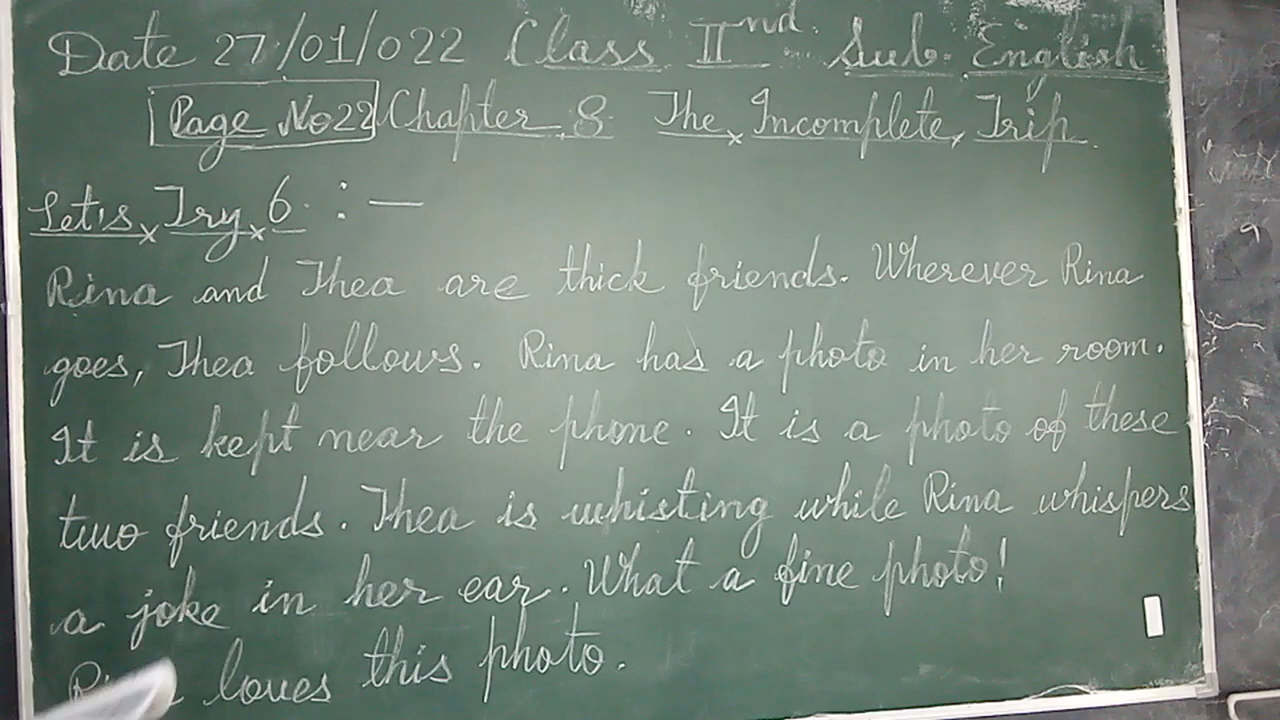 Date 27/01/022 Class IInd. Sub. English
Page No 22 Chapter 8 The Incomplete Trip
Let's Try 6 : —
Rina and Thea are thick friends. Wherever Rina
goes, Thea follows. Rina has a photo in her room.
It is kept near the phone. It is a photo of these
two friends. Thea is whisting while Rina whispers
a joke in her ear. What a fine photo!
loves this photo.